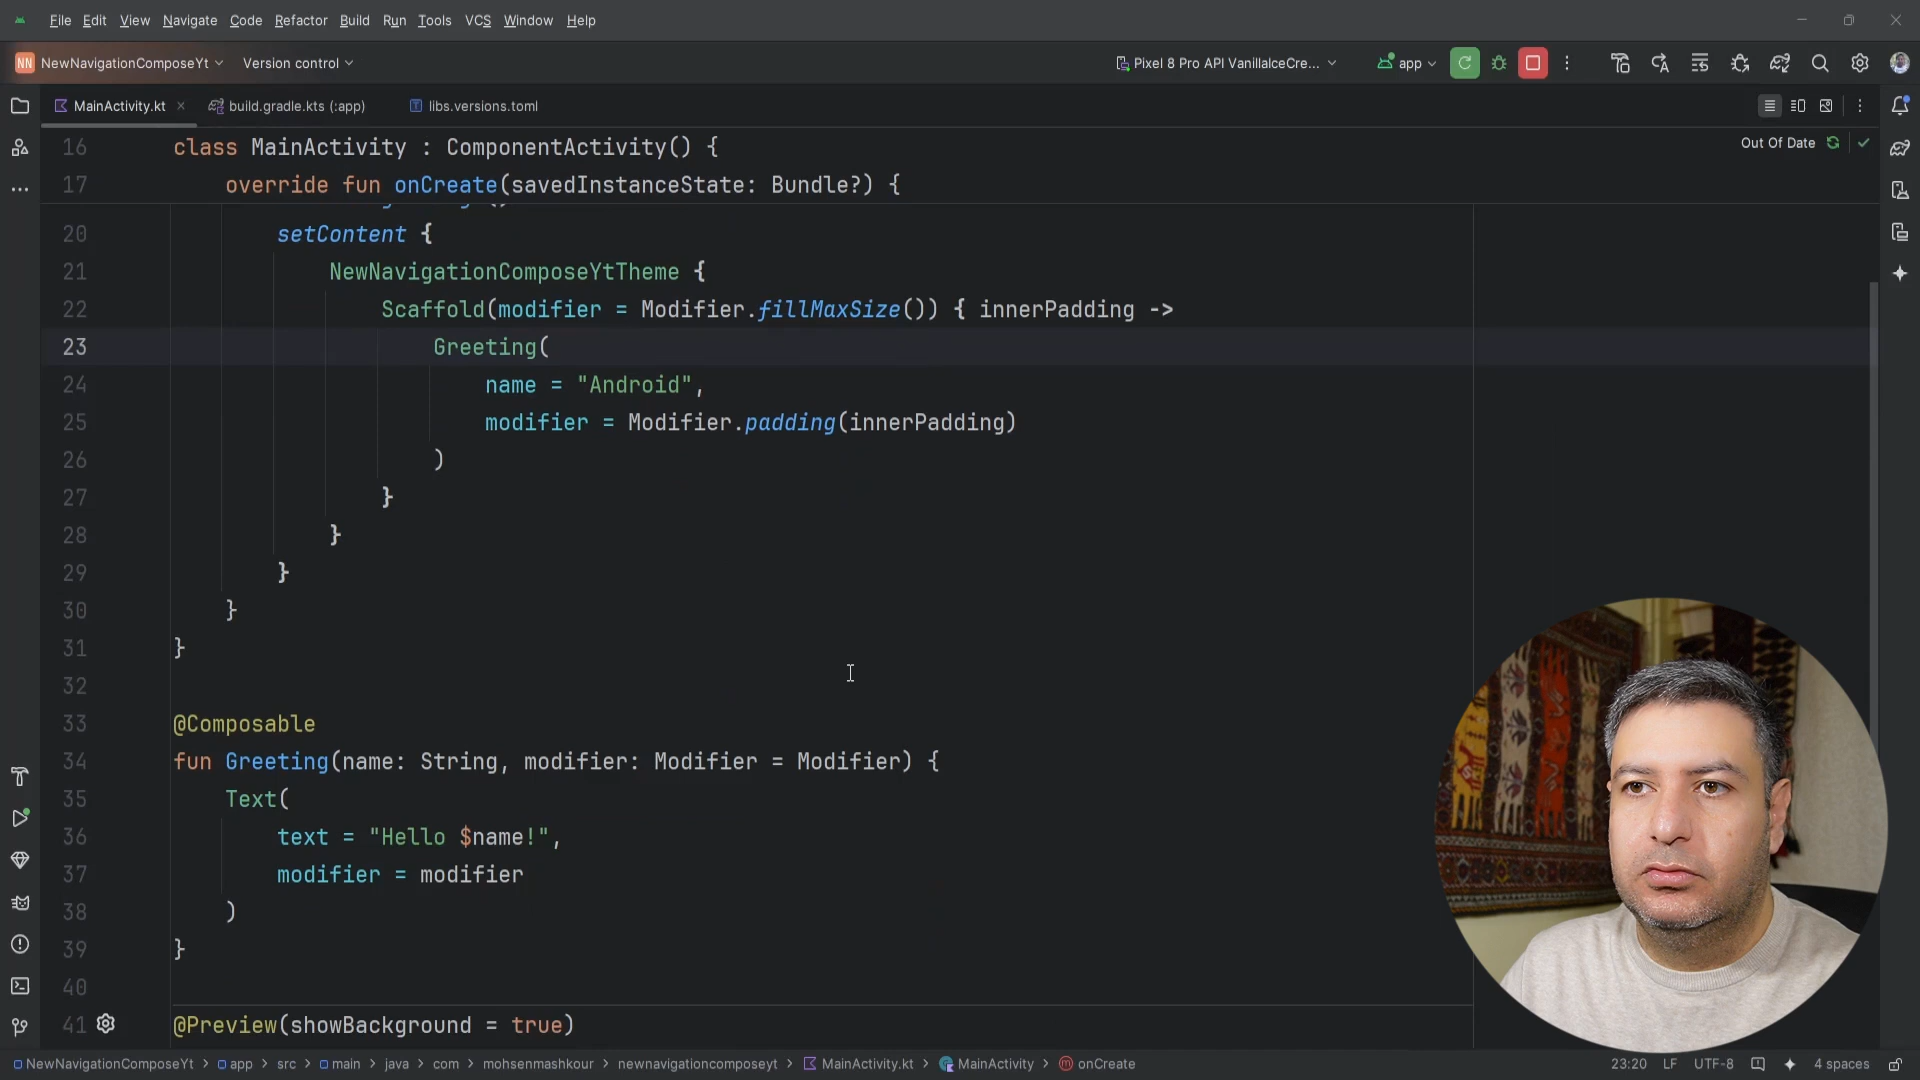 File Edit View Navigate Code Refactor Build Run Tools VCS Window Help
NN NewNavigationComposeYt Version control Pixel 8 Pro API VanillaIceCre... app
MainActivity.kt build.gradle.kts (:app) libs.versions.toml
Out Of Date
16 class MainActivity : ComponentActivity() {
17 override fun onCreate(savedInstanceState: Bundle?) {
20 setContent {
21 NewNavigationComposeYtTheme {
22 Scaffold(modifier = Modifier.fillMaxSize()) { innerPadding ->
23 Greeting(
24 name = "Android",
25 modifier = Modifier.padding(innerPadding)
26 )
27 }
28 }
29 }
30 }
31 }
32
33 @Composable
34 fun Greeting(name: String, modifier: Modifier = Modifier) {
35 Text(
36 text = "Hello $name!",
37 modifier = modifier
38 )
39 }
40
41 @Preview(showBackground = true)
NewNavigationComposeYt > app > src > main > java > com > mohsenmashkour > newnavigationcomposeyt > MainActivity.kt > MainActivity > onCreate 23:20 LF UTF-8 4 spaces